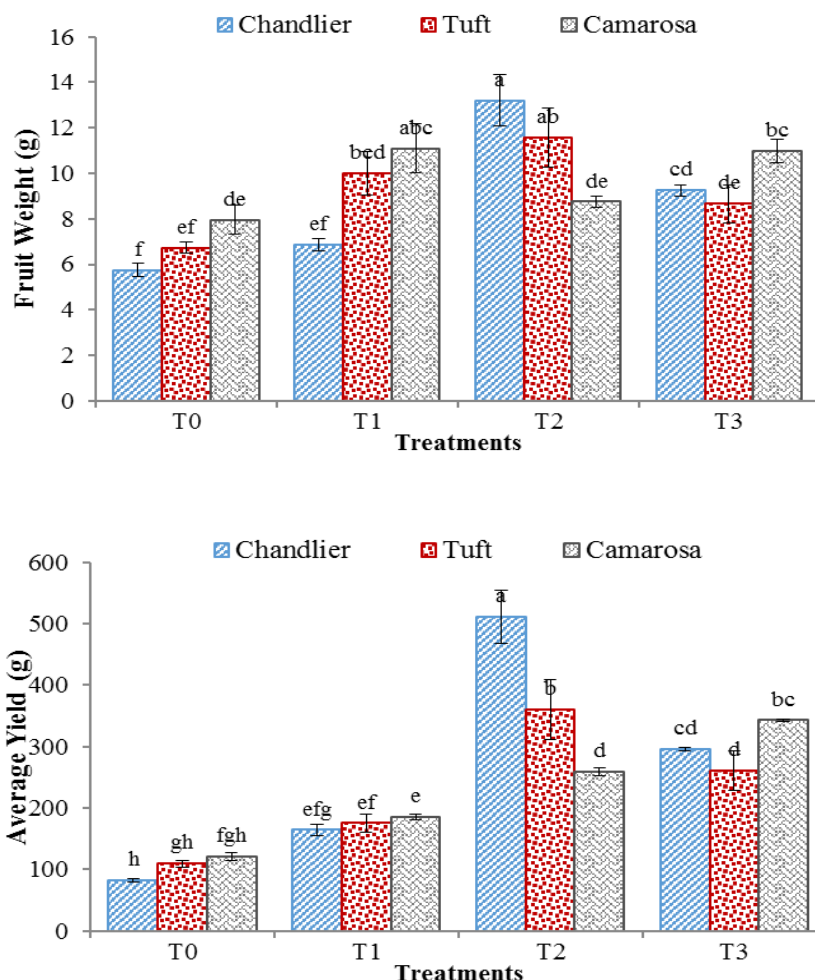 Chandlier Tuft Camarosa
16
14
12
10
8
6
4
2
0
Fruit Weight (g)
f ef de
ef bcd abc
a ab de
cd de bc
T0 T1 T2 T3
Treatments
Chandlier Tuft Camarosa
600
500
400
300
200
100
0
Average Yield (g)
h gh fgh
efg ef e
a b d
cd d bc
T0 T1 T2 T3
Treatments